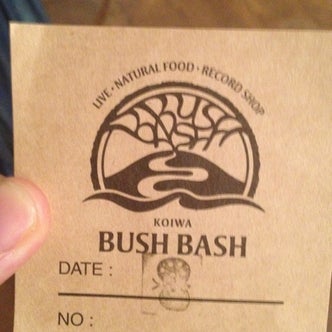 LIVE · NATURAL FOOD · RECORD SHOP
BUSH
BASH
KOIWA
BUSH BASH
DATE :
NO :